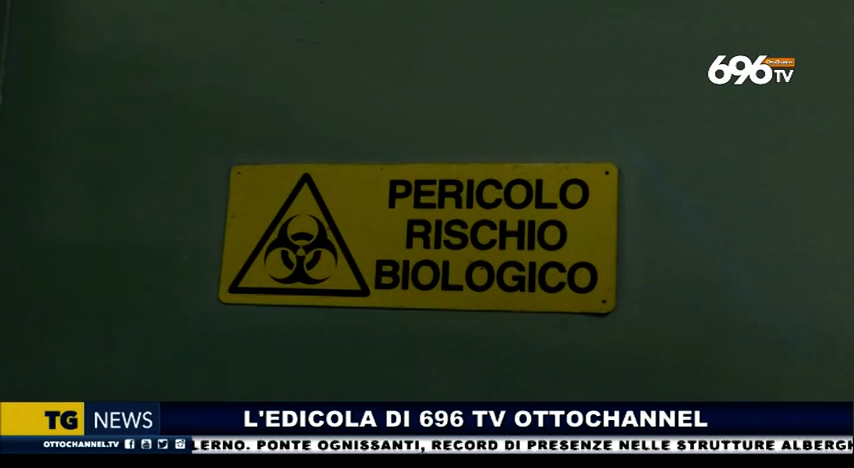 696 TV
PERICOLO
RISCHIO
BIOLOGICO
TG NEWS
L'EDICOLA DI 696 TV OTTOCHANNEL
OTTOCHANNEL.TV
LERNO. PONTE OGNISSANTI, RECORD DI PRESENZE NELLE STRUTTURE ALBERGH